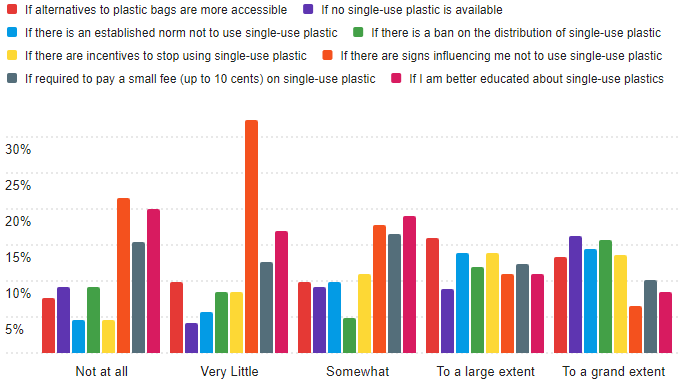 If alternatives to plastic bags are more accessible If no single-use plastic is available
If there is an established norm not to use single-use plastic If there is a ban on the distribution of single-use plastic
If there are incentives to stop using single-use plastic If there are signs influencing me not to use single-use plastic
If required to pay a small fee (up to 10 cents) on single-use plastic If I am better educated about single-use plastics
30%
25%
20%
15%
10%
5%
Not at all Very Little Somewhat To a large extent To a grand extent